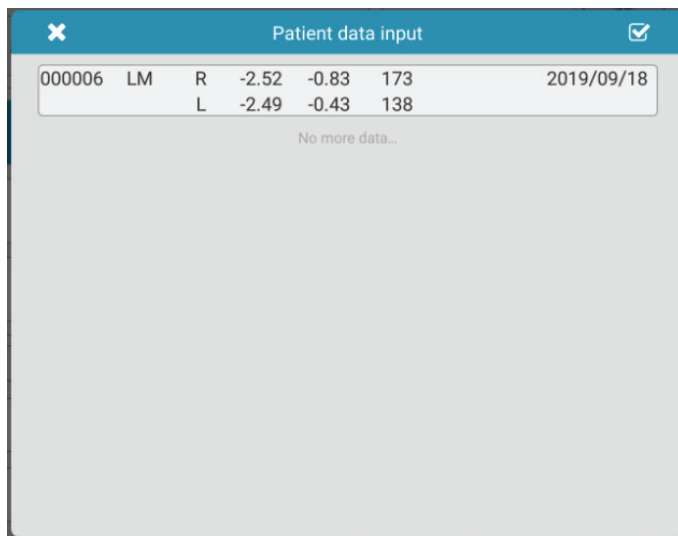 Patient data input
000006 LM R -2.52 -0.83 173 2019/09/18
L -2.49 -0.43 138
No more data...